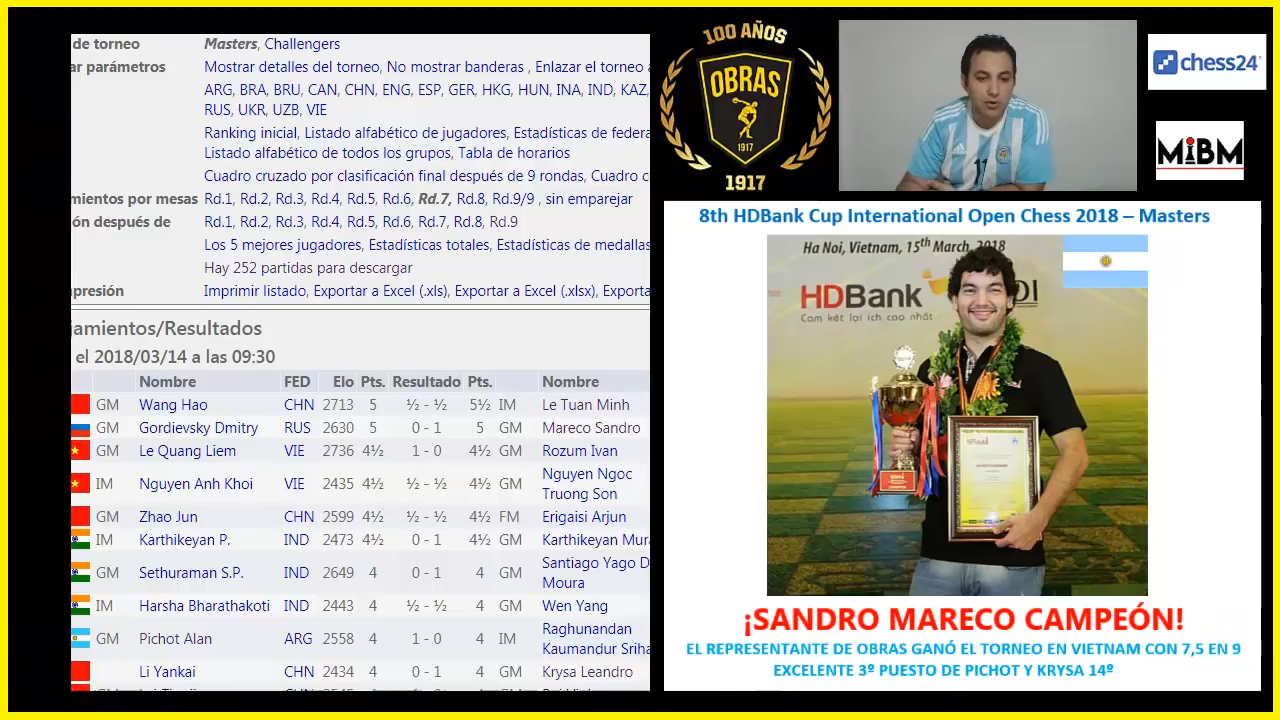 de torneo Masters, Challengers
ar parámetros Mostrar detalles del torneo, No mostrar banderas , Enlazar el torneo a
ARG, BRA, BRU, CAN, CHN, ENG, ESP, GER, HKG, HUN, INA, IND, KAZ,
RUS, UKR, UZB, VIE
Ranking inicial, Listado alfabético de jugadores, Estadísticas de federa
Listado alfabético de todos los grupos, Tabla de horarios
Cuadro cruzado por clasificación final después de 9 rondas, Cuadro c
mientos por mesas Rd.1, Rd.2, Rd.3, Rd.4, Rd.5, Rd.6, Rd.7, Rd.8, Rd.9/9 , sin emparejar
ón después de Rd.1, Rd.2, Rd.3, Rd.4, Rd.5, Rd.6, Rd.7, Rd.8, Rd.9
Los 5 mejores jugadores, Estadísticas totales, Estadísticas de medallas
Hay 252 partidas para descargar
presión Imprimir listado, Exportar a Excel (.xls), Exportar a Excel (.xlsx), Exporta
jamientos/Resultados
el 2018/03/14 a las 09:30
Nombre FED Elo Pts. Resultado Pts. Nombre
GM Wang Hao CHN 2713 5 ½ - ½ 5½ IM Le Tuan Minh
GM Gordievsky Dmitry RUS 2630 5 0 - 1 5 GM Mareco Sandro
GM Le Quang Liem VIE 2736 4½ 1 - 0 4½ GM Rozum Ivan
IM Nguyen Anh Khoi VIE 2435 4½ ½ - ½ 4½ GM Nguyen Ngoc
Truong Son
GM Zhao Jun CHN 2599 4½ ½ - ½ 4½ FM Erigaisi Arjun
IM Karthikeyan P. IND 2473 4½ 0 - 1 4½ GM Karthikeyan Mur
GM Sethuraman S.P. IND 2649 4 0 - 1 4 GM Santiago Yago D
Moura
IM Harsha Bharathakoti IND 2443 4 ½ - ½ 4 GM Wen Yang
GM Pichot Alan ARG 2558 4 1 - 0 4 IM Raghunandan
Kaumandur Sriha
Li Yankai CHN 2434 4 0 - 1 4 GM Krysa Leandro
100 AÑOS
OBRAS
1917
1917
11
chess24
MiBM
8th HDBank Cup International Open Chess 2018 – Masters
Ha Noi, Vietnam, 15th March, 2018
HDBank
Cam kết lợi ích cao nhất
¡SANDRO MARECO CAMPEÓN!
EL REPRESENTANTE DE OBRAS GANÓ EL TORNEO EN VIETNAM CON 7,5 EN 9
EXCELENTE 3º PUESTO DE PICHOT Y KRYSA 14º